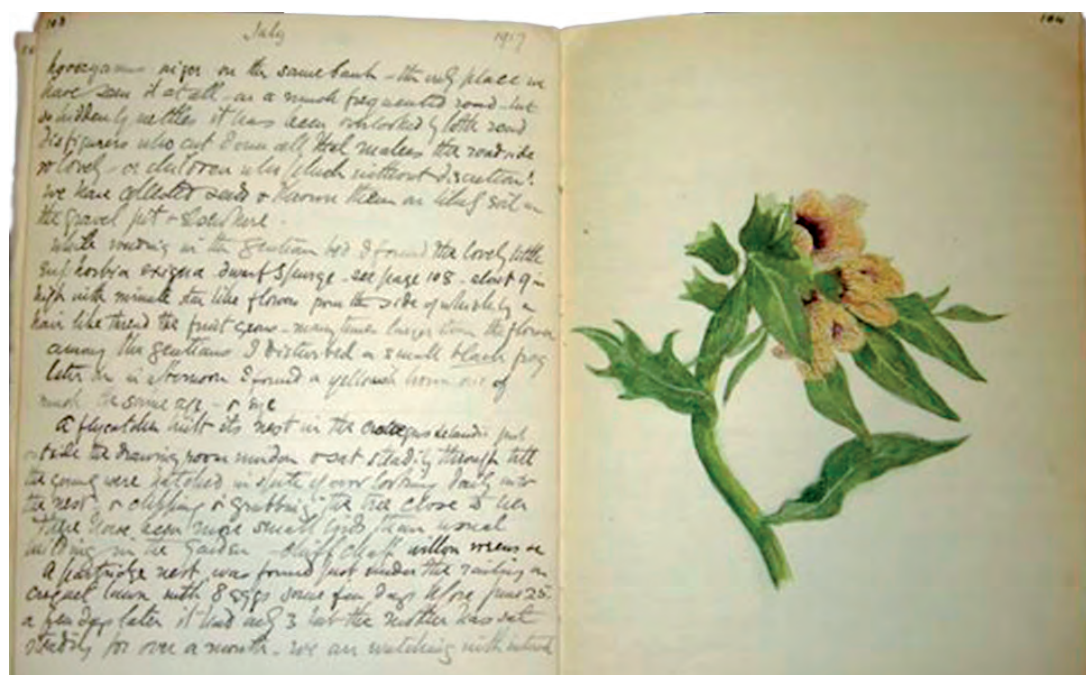 103
July 1917
104
niger on the same bank - the only place we
have seen it at all - on a much frequented road - but
suddenly nettles it has been overlooked by both road
disfigurers who cut down all that makes the roadside
so lovely - or children who pluck without discretion!
we have collected seeds & thrown them on likely soil in
the gravel pit & elsewhere -
While weeding in the gentian bed I found the lovely little
Euphorbia exigua dwarf spurge - see page 108 - about 9 in
high with minute star like flowers from the side of which by a
hair like thread the fruit grows - many times larger than the flower
among the gentians I disturbed a small black frog
later on in afternoon I found a yellowish brown one of
much the same age - & size
a flycatcher built its nest in the just
outside the drawing room window & sat steadily through till
the young were hatched in spite of our looking daily into
the nest - & clipping & grubbing the tree close to her
There have been more small birds than usual
building in the garden - chiff chaff willow wrens &c
A partridge nest was found just under the railing on
croquet lawn with 8 eggs some few days before June 25.
a few days later it had only 3 but the mother has sat
steadily for over a month - we are watching with interest